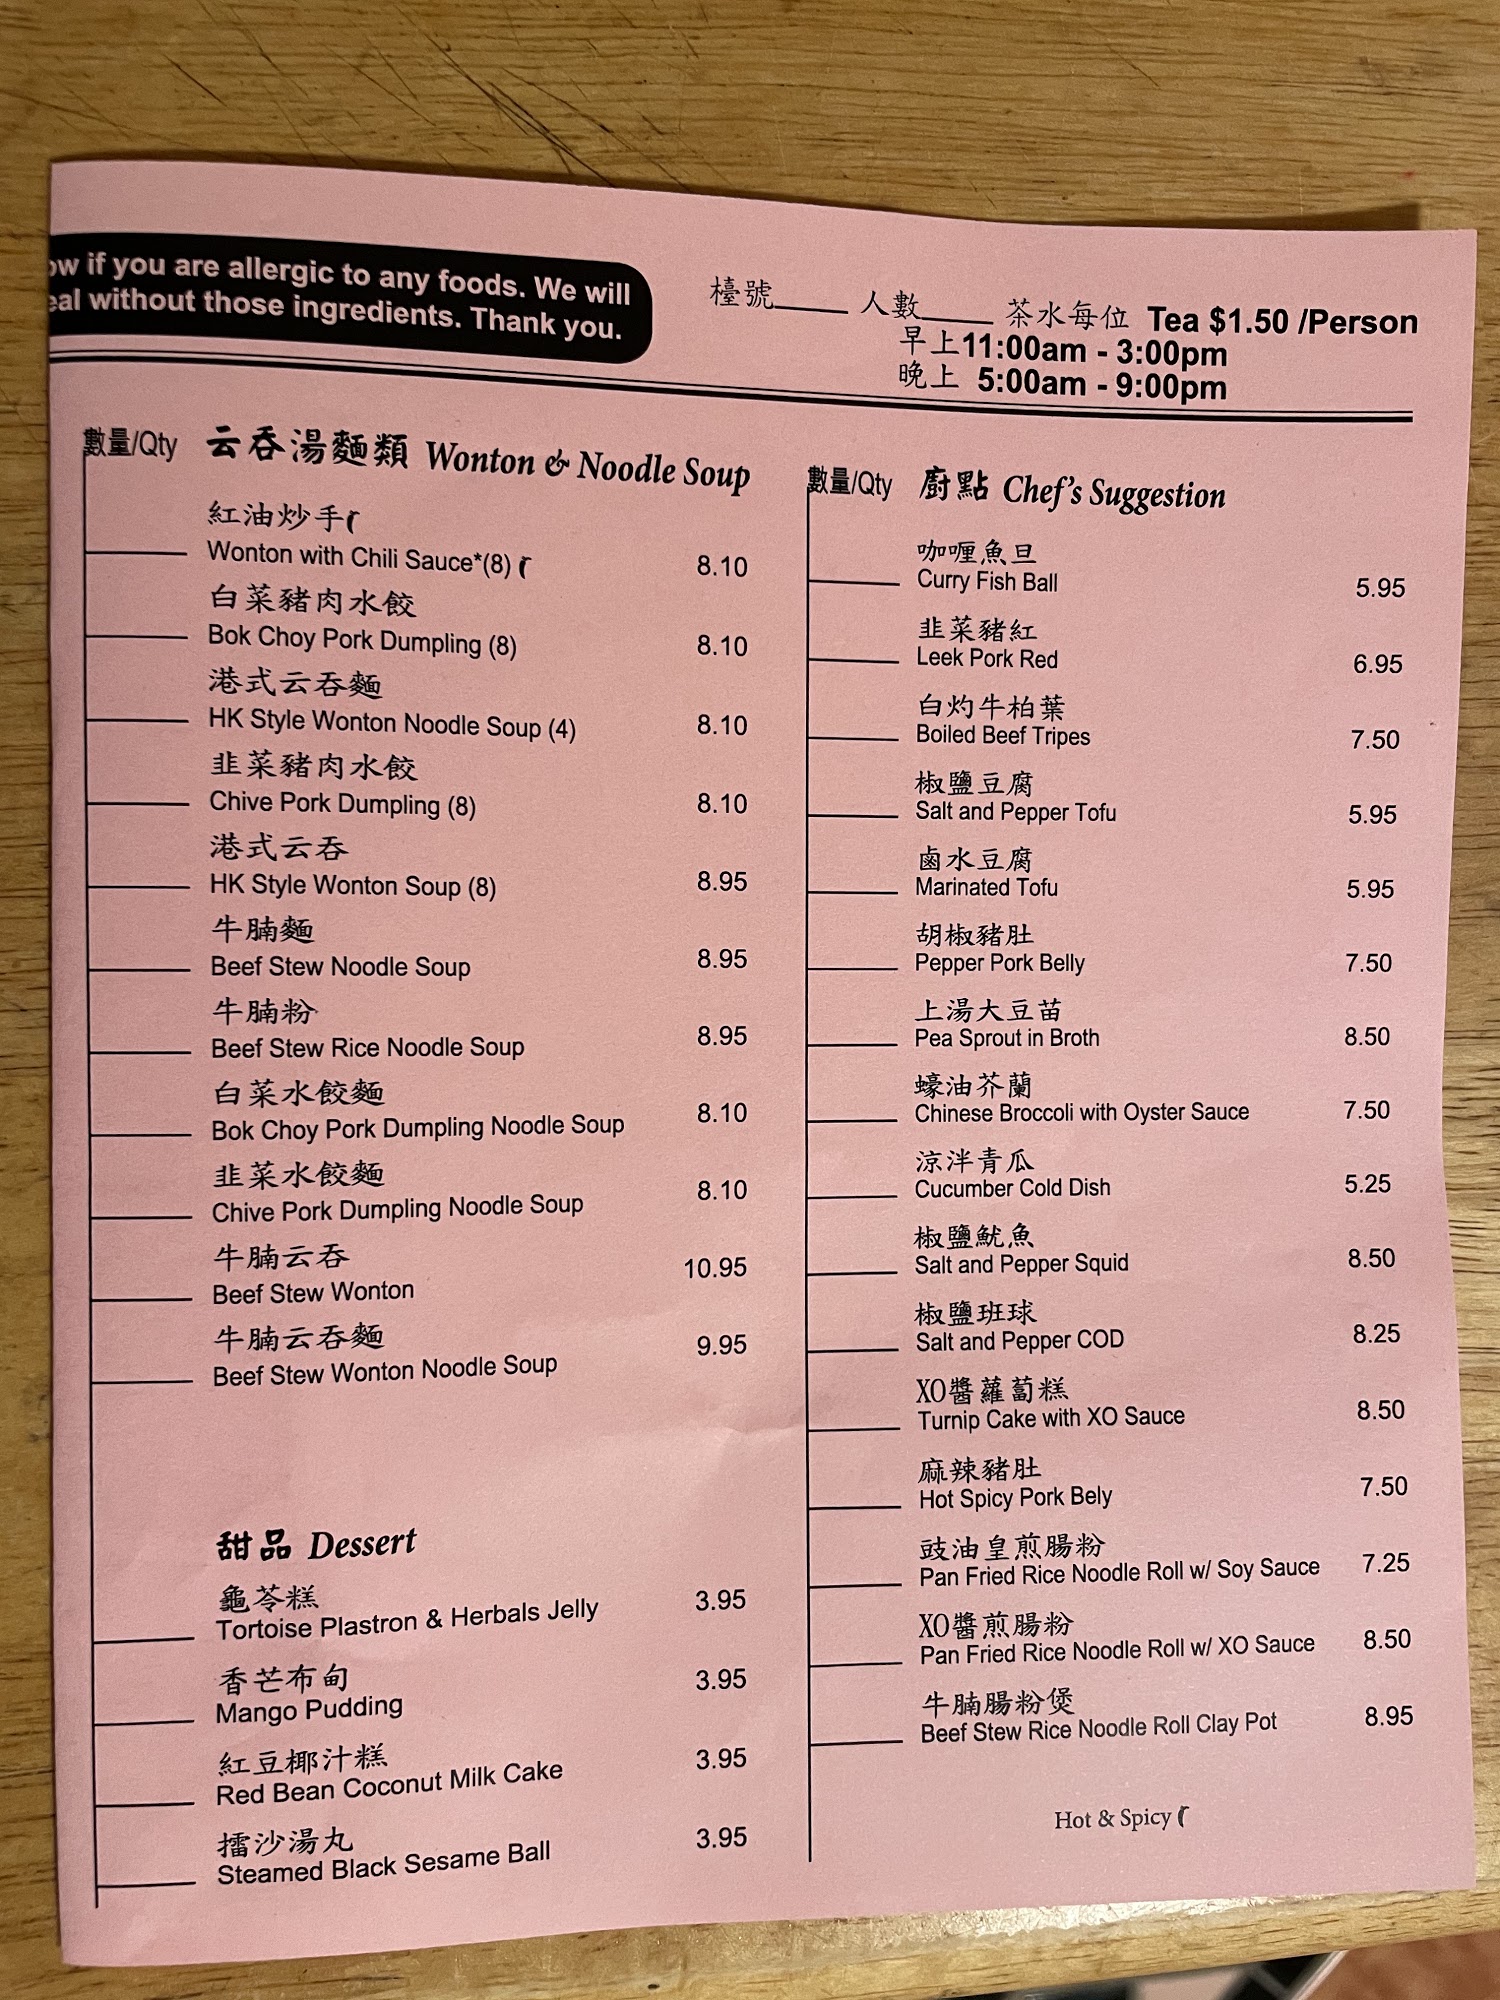 if you are allergic to any foods. We will
without those ingredients. Thank you.
檯號_____ 人數_____ 茶水每位 Tea $1.50 /Person
早上11:00am - 3:00pm
晚上 5:00am - 9:00pm
數量/Qty 云吞湯麵類 Wonton & Noodle Soup
紅油炒手
Wonton with Chili Sauce*(8) 8.10
白菜豬肉水餃
Bok Choy Pork Dumpling (8) 8.10
港式云吞麵
HK Style Wonton Noodle Soup (4) 8.10
韭菜豬肉水餃
Chive Pork Dumpling (8) 8.10
港式云吞
HK Style Wonton Soup (8) 8.95
牛腩麵
Beef Stew Noodle Soup 8.95
牛腩粉
Beef Stew Rice Noodle Soup 8.95
白菜水餃麵
Bok Choy Pork Dumpling Noodle Soup 8.10
韭菜水餃麵
Chive Pork Dumpling Noodle Soup 8.10
牛腩云吞
Beef Stew Wonton 10.95
牛腩云吞麵
Beef Stew Wonton Noodle Soup 9.95
甜品 Dessert
龜苓糕
Tortoise Plastron & Herbals Jelly 3.95
香芒布甸
Mango Pudding 3.95
紅豆椰汁糕
Red Bean Coconut Milk Cake 3.95
擂沙湯丸
Steamed Black Sesame Ball 3.95
數量/Qty 廚點 Chef's Suggestion
咖喱魚旦
Curry Fish Ball 5.95
韭菜豬紅
Leek Pork Red 6.95
白灼牛柏葉
Boiled Beef Tripes 7.50
椒鹽豆腐
Salt and Pepper Tofu 5.95
鹵水豆腐
Marinated Tofu 5.95
胡椒豬肚
Pepper Pork Belly 7.50
上湯大豆苗
Pea Sprout in Broth 8.50
蠔油芥蘭
Chinese Broccoli with Oyster Sauce 7.50
涼泮青瓜
Cucumber Cold Dish 5.25
椒鹽魷魚
Salt and Pepper Squid 8.50
椒鹽班球
Salt and Pepper COD 8.25
XO醬蘿蔔糕
Turnip Cake with XO Sauce 8.50
麻辣豬肚
Hot Spicy Pork Bely 7.50
豉油皇煎腸粉
Pan Fried Rice Noodle Roll w/ Soy Sauce 7.25
XO醬煎腸粉
Pan Fried Rice Noodle Roll w/ XO Sauce 8.50
牛腩腸粉煲
Beef Stew Rice Noodle Roll Clay Pot 8.95
Hot & Spicy